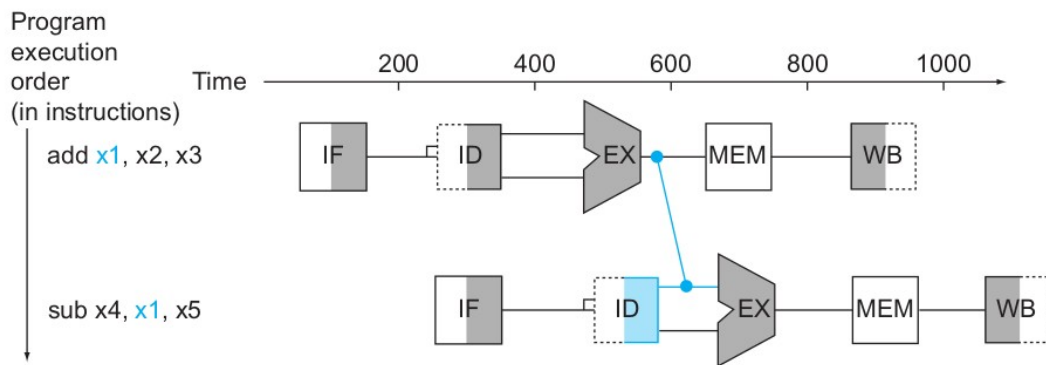 Program
execution
order
(in instructions)
Time
200 400 600 800 1000
add x1, x2, x3
IF ID EX MEM WB
sub x4, x1, x5
IF ID EX MEM WB